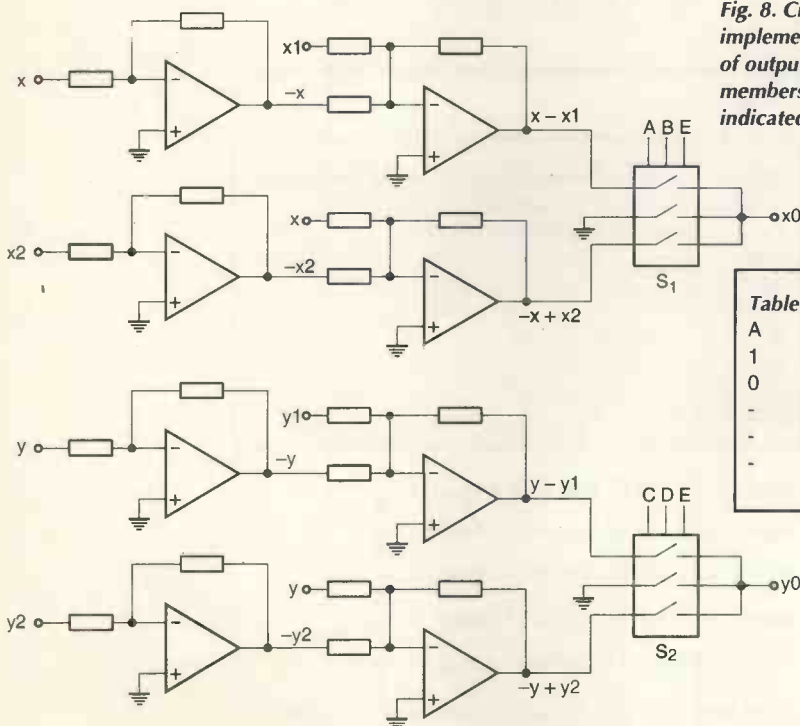 Fig. 8. Ci
impleme
of outpu
members
indicated
x
−x
x1
x − x1
x2
−x2
x
−x + x2
A B E
x0
S1
Table
A
1
0
-
-
-
y
−y
y1
y − y1
y2
−y2
y
−y + y2
C D E
y0
S2